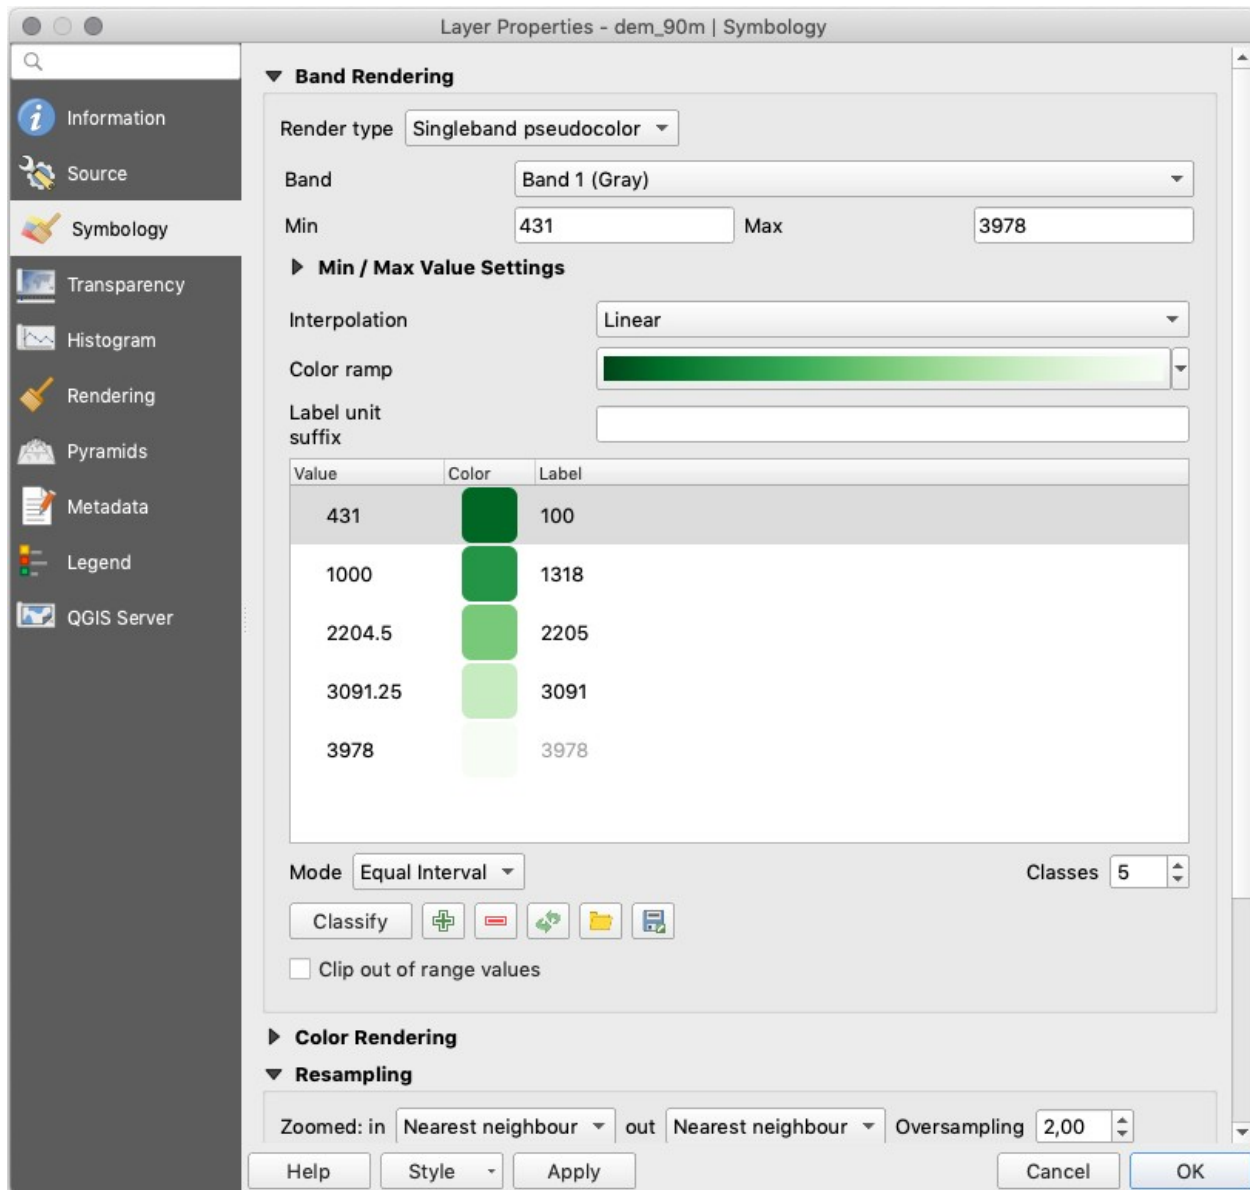 Layer Properties - dem_90m | Symbology
Information
Source
Symbology
Transparency
Histogram
Rendering
Pyramids
Metadata
Legend
QGIS Server
Band Rendering
Render type Singleband pseudocolor
Band Band 1 (Gray)
Min 431 Max 3978
Min / Max Value Settings
Interpolation Linear
Color ramp
Label unit
suffix
Value Color Label
431 100
1000 1318
2204.5 2205
3091.25 3091
3978 3978
Mode Equal Interval Classes 5
Classify
Clip out of range values
Color Rendering
Resampling
Zoomed: in Nearest neighbour out Nearest neighbour Oversampling 2,00
Help Style Apply Cancel OK